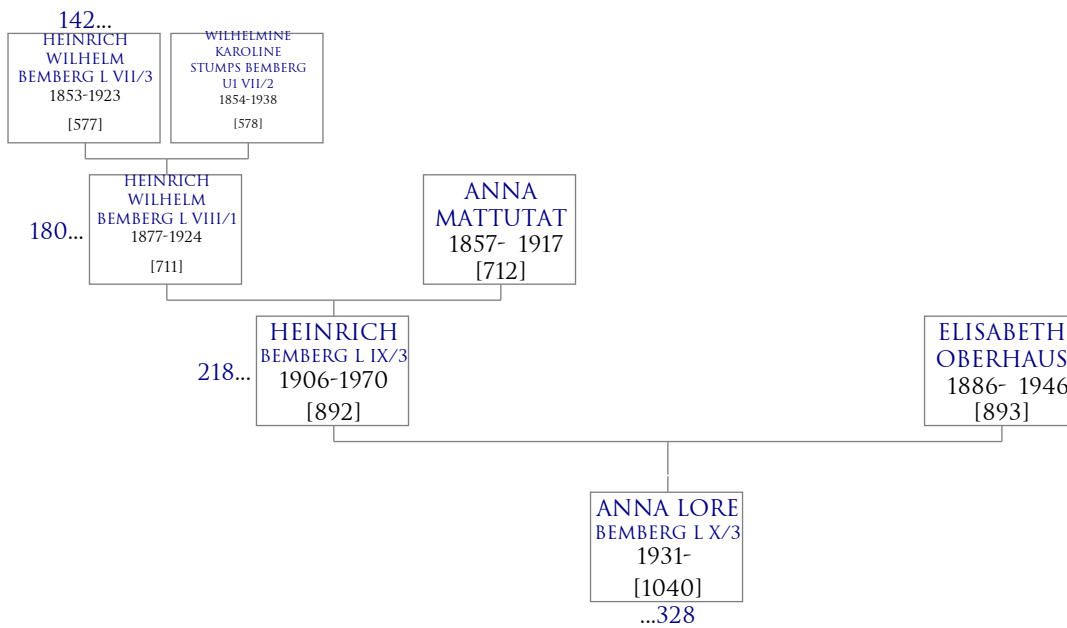 142...
HEINRICH
WILHELM
BEMBERG L VII/3
1853-1923
[577]
WILHELMINE
KAROLINE
STUMPS BEMBERG
U1 VII/2
1854-1938
[578]
180...
HEINRICH
WILHELM
BEMBERG L VIII/1
1877-1924
[711]
ANNA
MATTUTAT
1857- 1917
[712]
218...
HEINRICH
BEMBERG L IX/3
1906-1970
[892]
ELISABETH
OBERHAUS
1886- 1946
[893]
ANNA LORE
BEMBERG L X/3
1931-
[1040]
...328